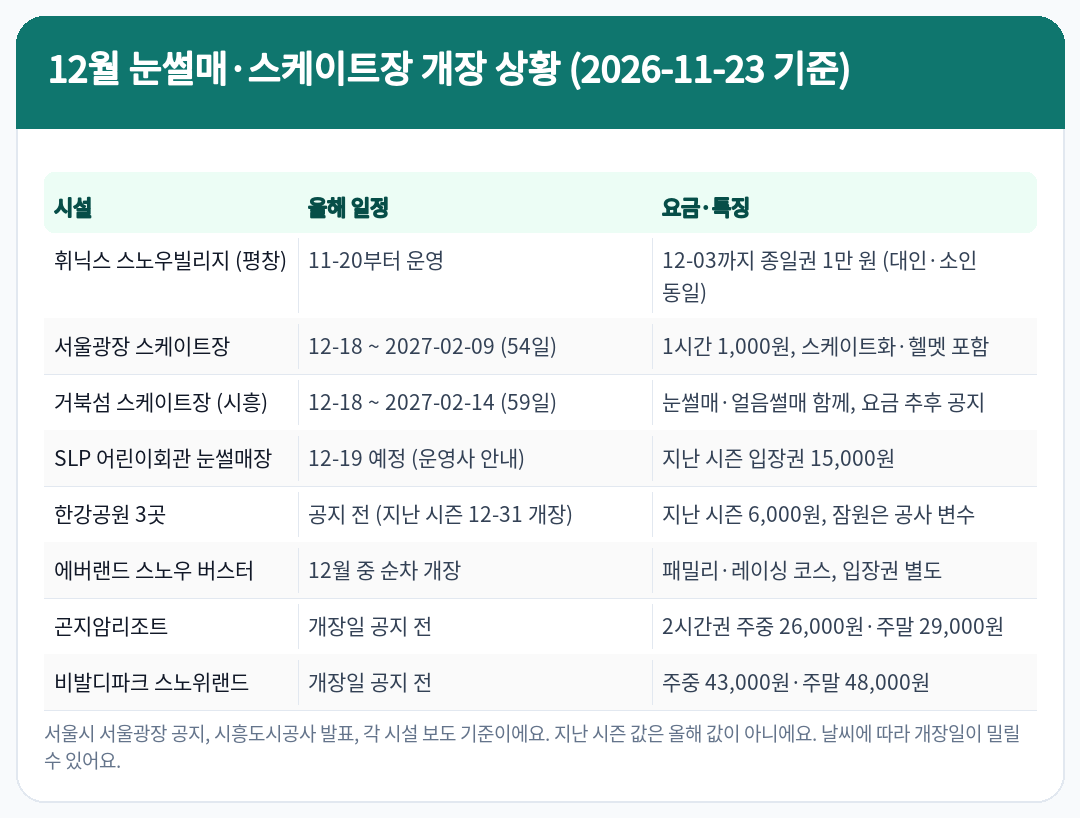 12월 눈썰매·스케이트장 개장 상황 (2026-11-23 기준)
시설 올해 일정 요금·특징
휘닉스 스노우빌리지 (평창) 11-20부터 운영 12-03까지 종일권 1만 원 (대인·소인
동일)
서울광장 스케이트장 12-18 ~ 2027-02-09 (54일) 1시간 1,000원, 스케이트화·헬멧 포함
거북섬 스케이트장 (시흥) 12-18 ~ 2027-02-14 (59일) 눈썰매·얼음썰매 함께, 요금 추후 공지
SLP 어린이회관 눈썰매장 12-19 예정 (운영사 안내) 지난 시즌 입장권 15,000원
한강공원 3곳 공지 전 (지난 시즌 12-31 개장) 지난 시즌 6,000원, 잠원은 공사 변수
에버랜드 스노우 버스터 12월 중 순차 개장 패밀리·레이싱 코스, 입장권 별도
곤지암리조트 개장일 공지 전 2시간권 주중 26,000원·주말 29,000원
비발디파크 스노위랜드 개장일 공지 전 주중 43,000원·주말 48,000원
서울시 서울광장 공지, 시흥도시공사 발표, 각 시설 보도 기준이에요. 지난 시즌 값은 올해 값이 아니에요. 날씨에 따라 개장일이 밀릴
수 있어요.